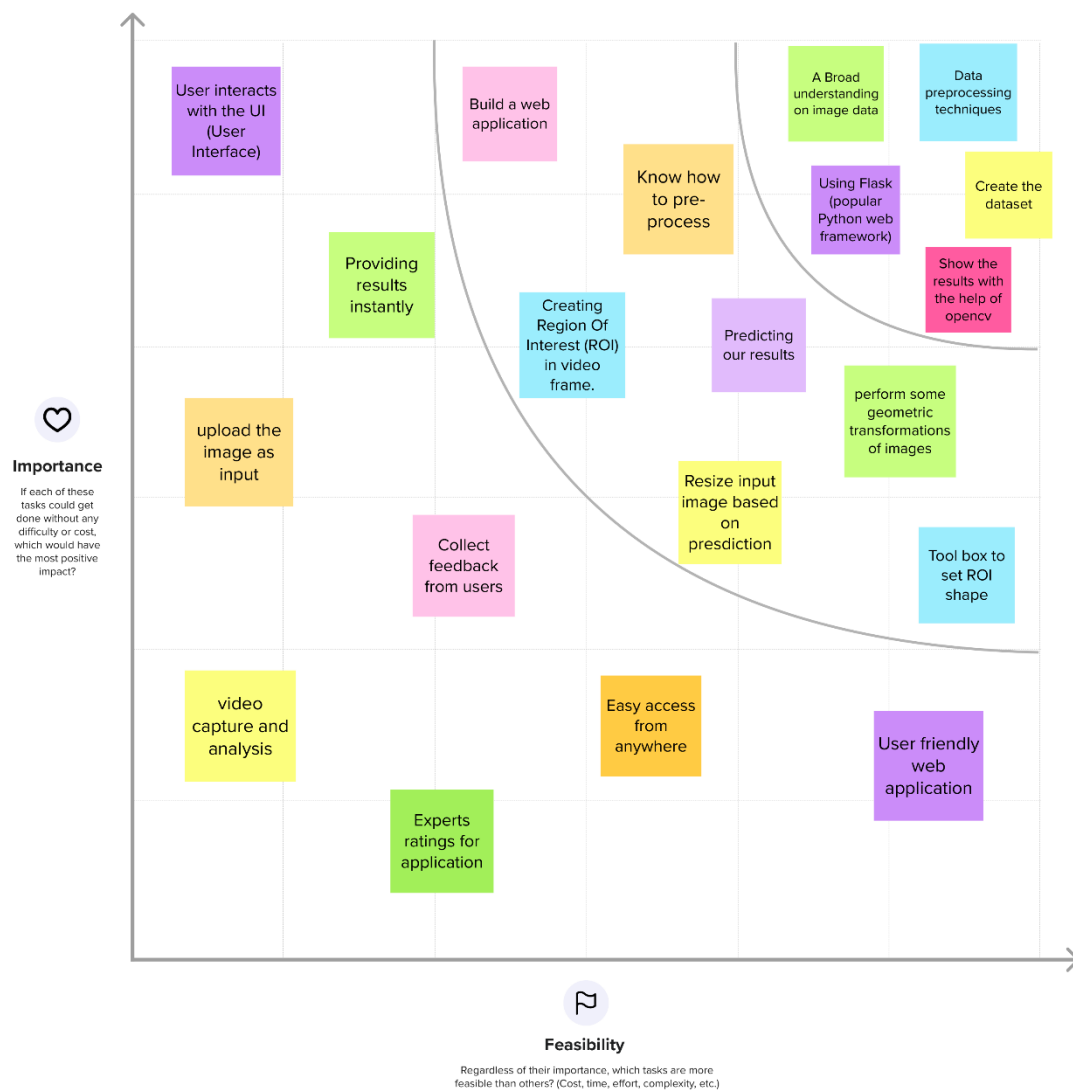 User interacts
with the UI
(User
Interface)
Build a web
application
A Broad
understanding
on image data
Data
preprocessing
techniques
Know how
to pre-
process
Using Flask
(popular
Python web
framework)
Create the
dataset
Providing
results
instantly
Show the
results with
the help of
opencv
Creating
Region Of
Interest (ROI)
in video
frame.
Predicting
our results
perform some
geometric
transformations
of images
upload the
image as
input
Importance
If each of these
tasks could get
done without any
difficulty or cost,
which would have
the most positive
impact?
Resize input
image based
on
presdiction
Collect
feedback
from users
Tool box to
set ROI
shape
video
capture and
analysis
Easy access
from
anywhere
User friendly
web
application
Experts
ratings for
application
Feasibility
Regardless of their importance, which tasks are more
feasible than others? (Cost, time, effort, complexity, etc.)